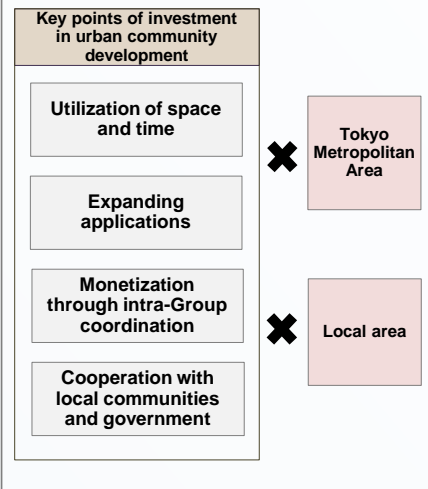 Key points of investment
in urban community
development
Utilization of space
and time
Expanding
applications
Monetization
through intra-Group
coordination
Cooperation with
local communities
and government
Tokyo
Metropolitan
Area
Local area